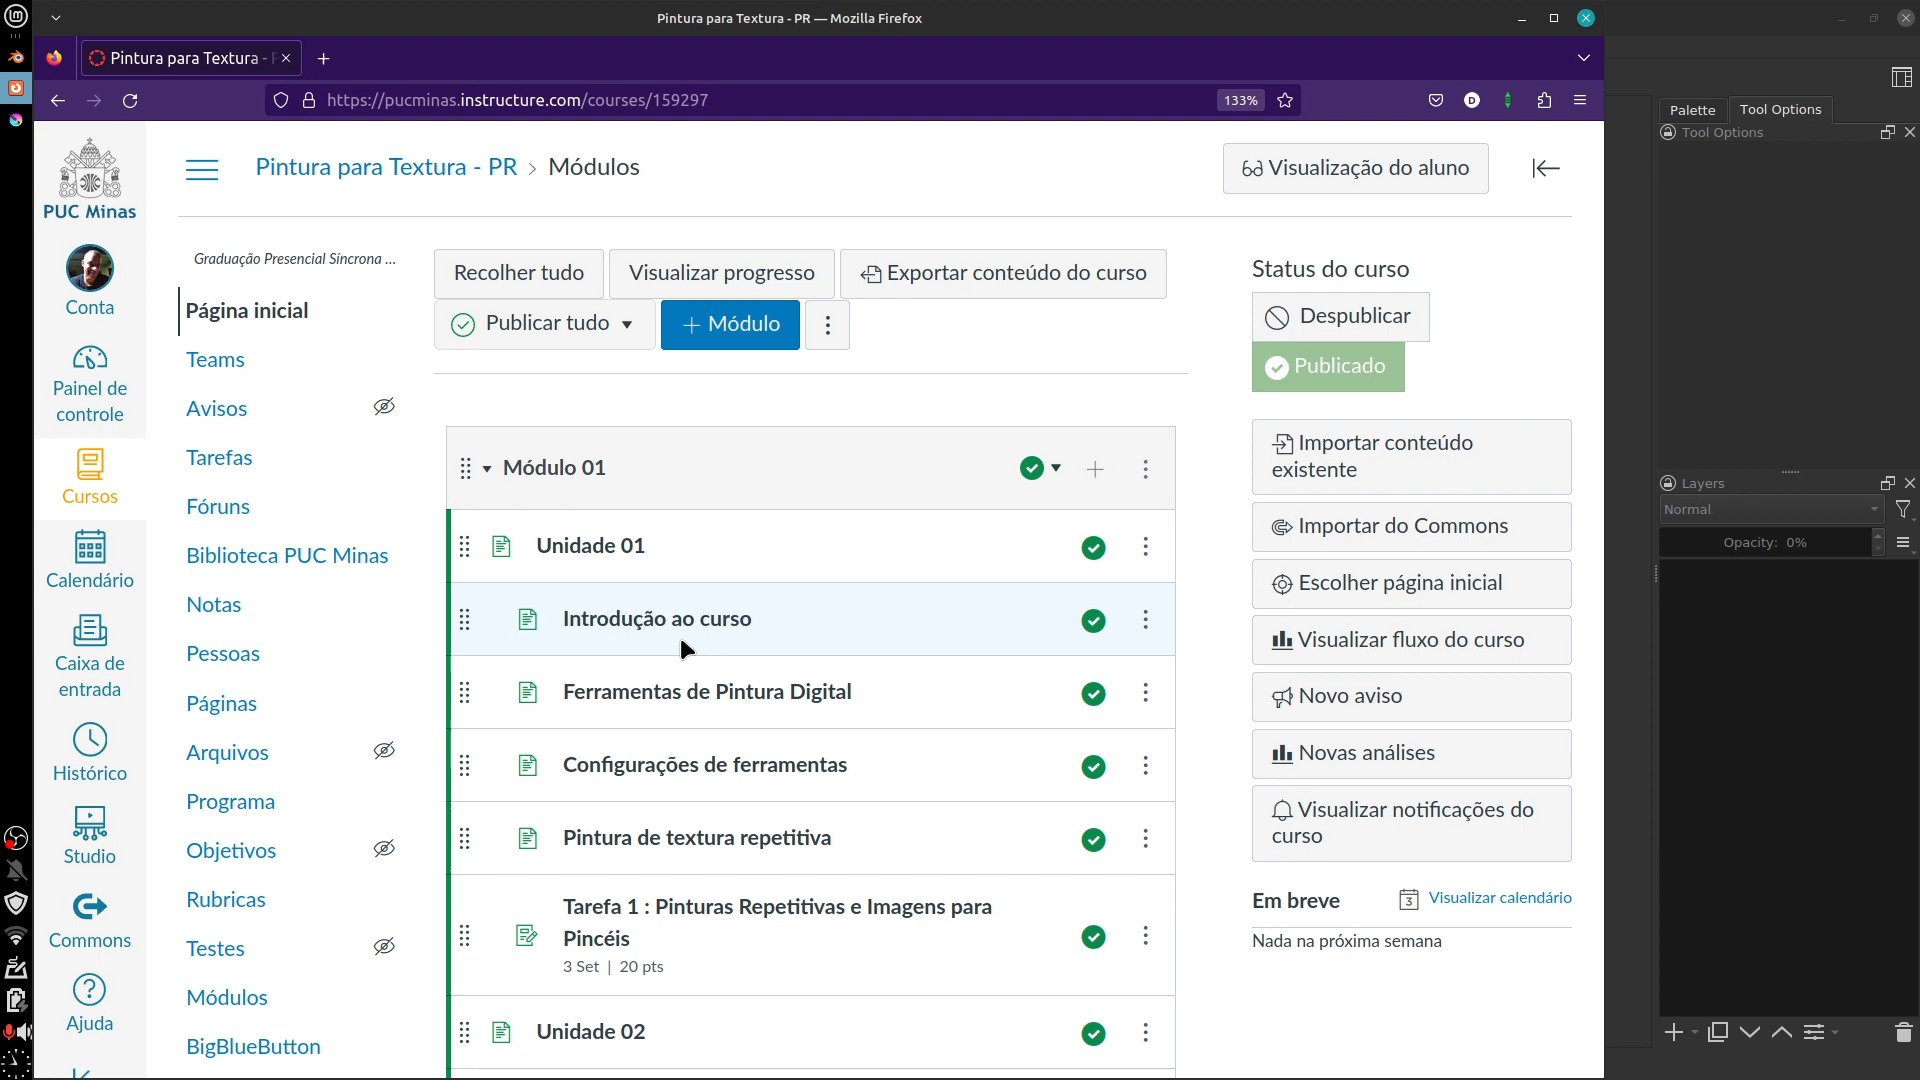 Pintura para Textura - PR — Mozilla Firefox
Pintura para Textura -
https://pucminas.instructure.com/courses/159297
133%
PUC Minas
Conta
Painel de
controle
Cursos
Calendário
Caixa de
entrada
Histórico
Studio
Commons
Ajuda
Pintura para Textura - PR > Módulos
Visualização do aluno
Graduação Presencial Síncrona ...
Página inicial
Teams
Avisos
Tarefas
Fóruns
Biblioteca PUC Minas
Notas
Pessoas
Páginas
Arquivos
Programa
Objetivos
Rubricas
Testes
Módulos
BigBlueButton
Recolher tudo
Visualizar progresso
Exportar conteúdo do curso
Publicar tudo
+ Módulo
Módulo 01
Unidade 01
Introdução ao curso
Ferramentas de Pintura Digital
Configurações de ferramentas
Pintura de textura repetitiva
Tarefa 1 : Pinturas Repetitivas e Imagens para
Pincéis
3 Set | 20 pts
Unidade 02
Status do curso
Despublicar
Publicado
Importar conteúdo
existente
Importar do Commons
Escolher página inicial
Visualizar fluxo do curso
Novo aviso
Novas análises
Visualizar notificações do
curso
Em breve
3
Visualizar calendário
Nada na próxima semana
Palette
Tool Options
Tool Options
Layers
Normal
Opacity: 0%